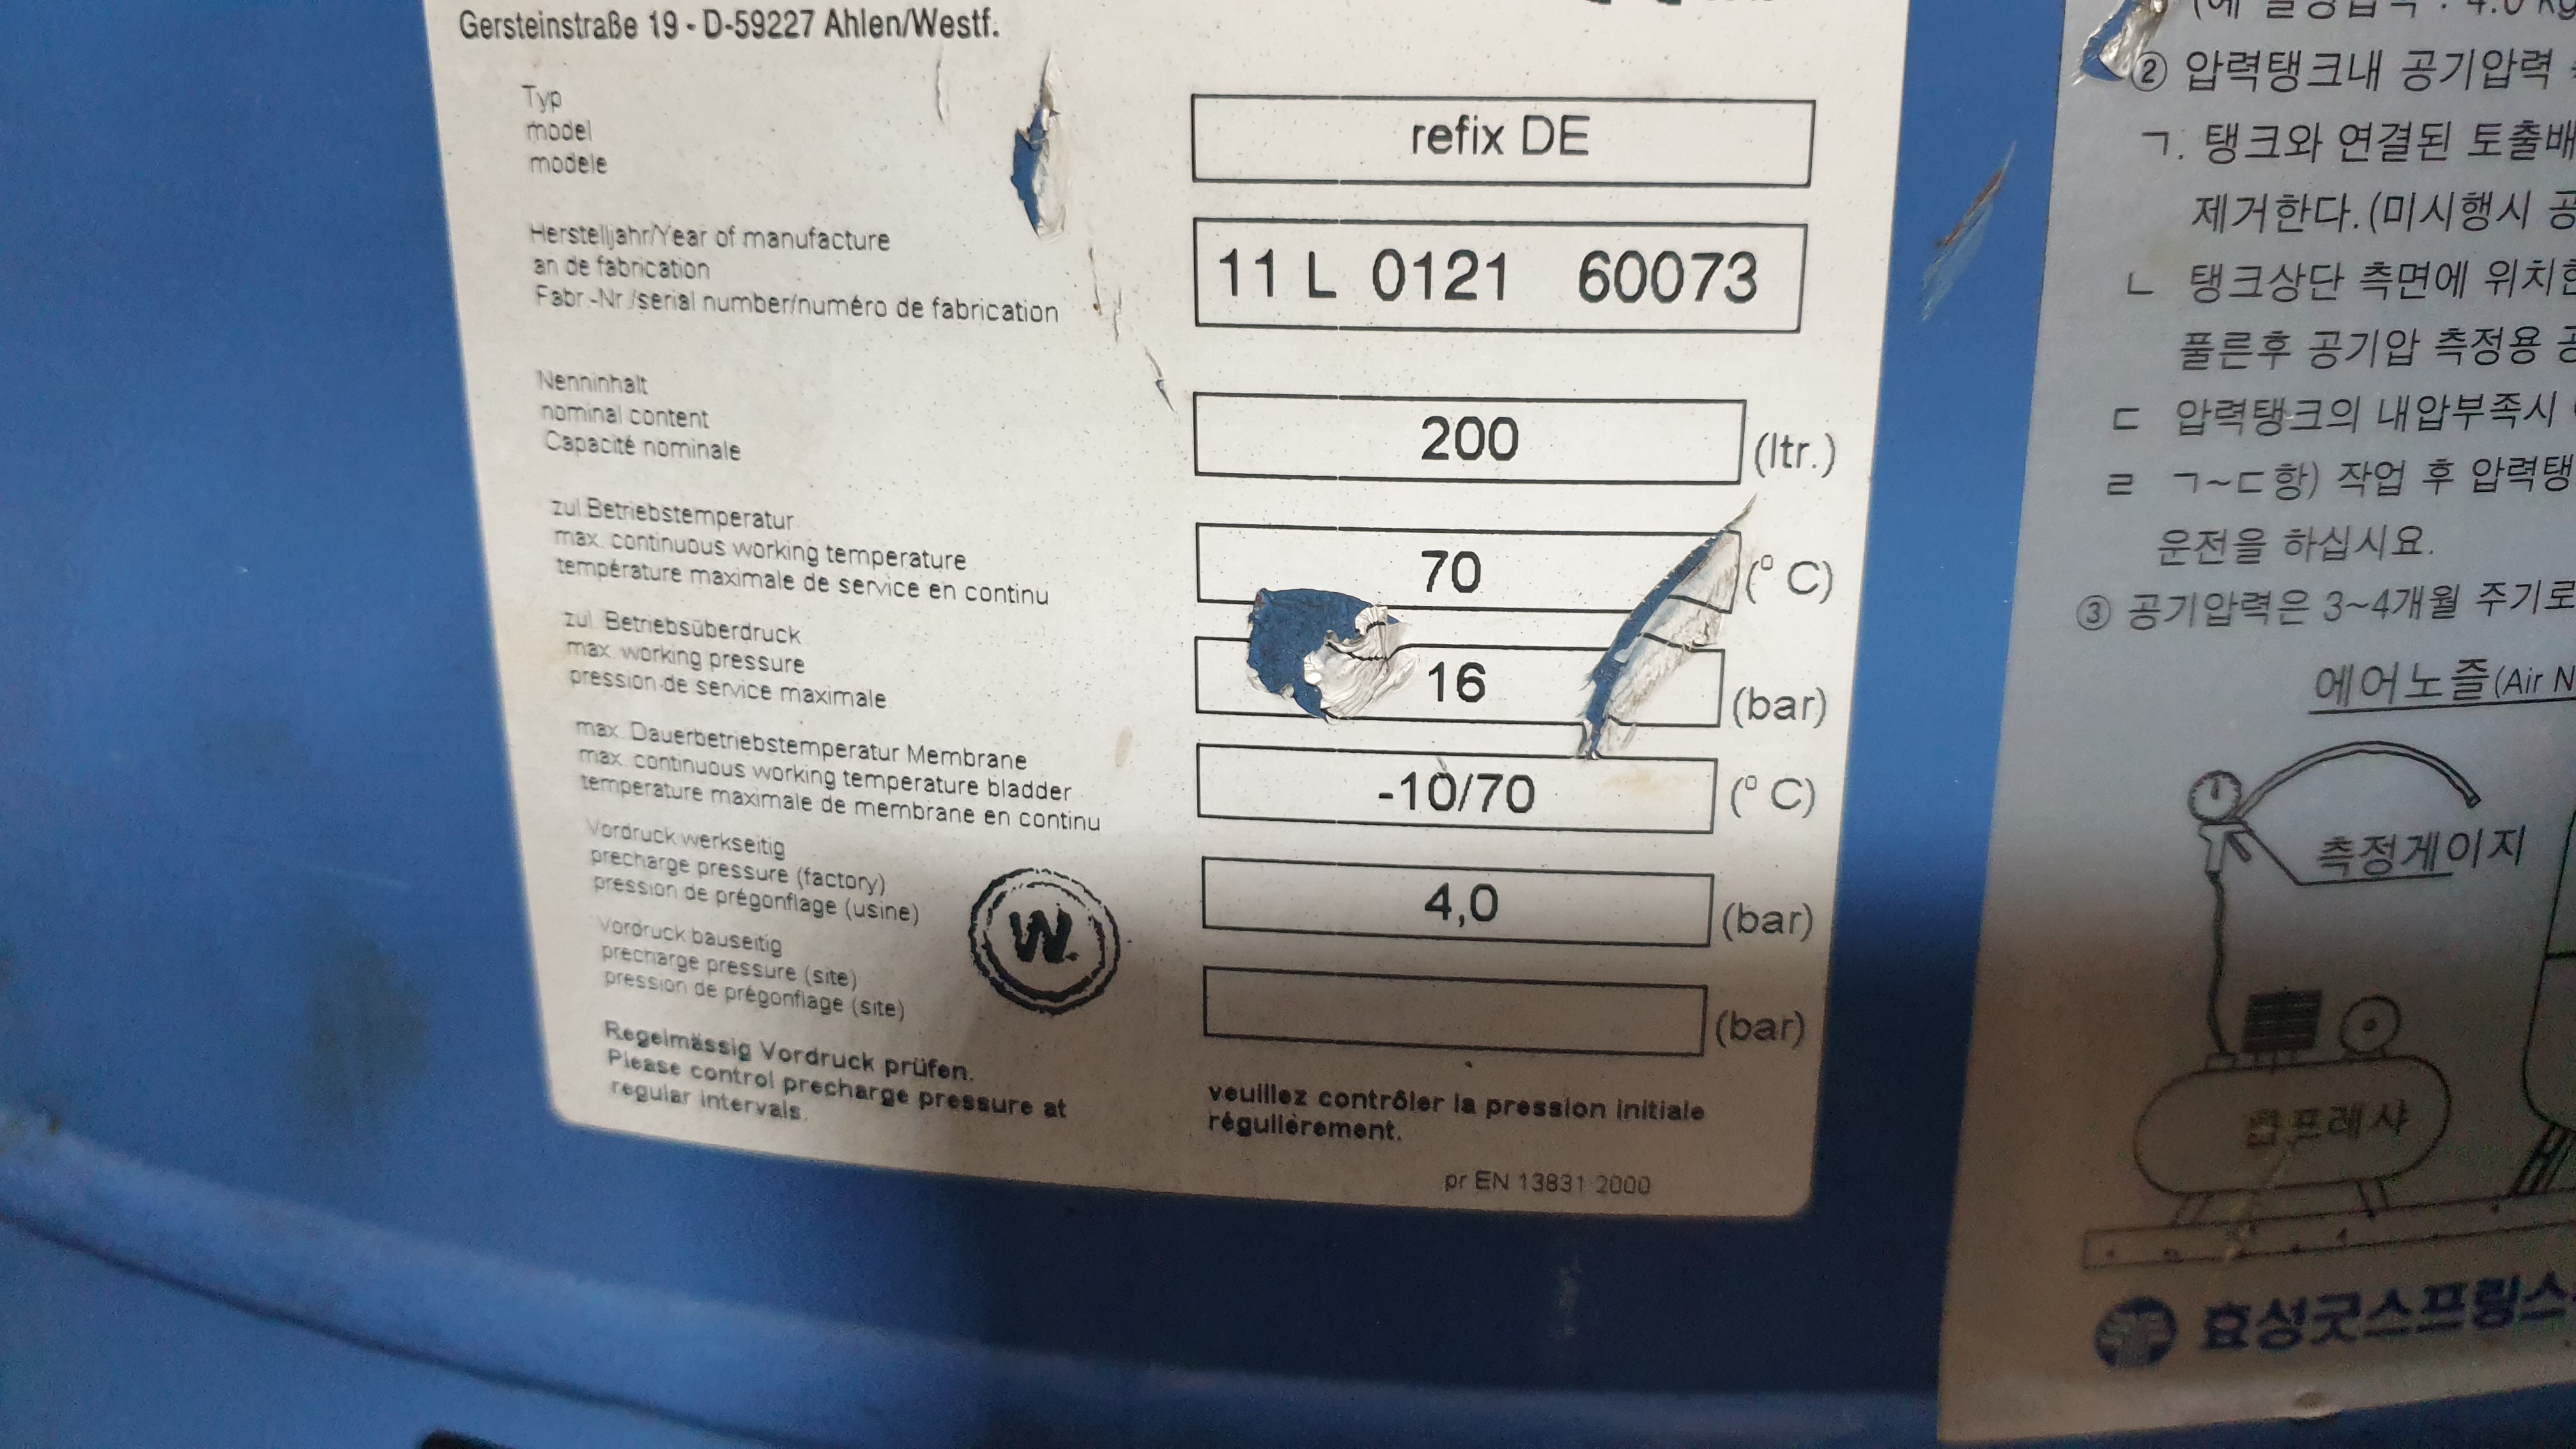 Gersteinstraße 19 - D-59227 Ahlen/Westf.
Typ
model
modele
refix DE
Herstelljahr/Year of manufacture
an de fabrication
Fabr.-Nr./serial number/numéro de fabrication
11 L 0121 60073
Nenninhalt
nominal content
Capacité nominale
200 (ltr.)
zul.Betriebstemperatur
max. continuous working temperature
température maximale de service en continu
70 (° C)
zul. Betriebsüberdruck
max. working pressure
pression de service maximale
16 (bar)
max. Dauerbetriebstemperatur Membrane
max. continuous working temperature bladder
temperature maximale de membrane en continu
-10/70 (° C)
Vordruck werkseitig
precharge pressure (factory)
pression de prégonflage (usine)
4,0 (bar)
Vordruck bauseitig
precharge pressure (site)
pression de prégonflage (site)
(bar)
W.
Regelmässig Vordruck prüfen.
Please control precharge pressure at
regular intervals.
veuillez contrôler la pression initiale
régulièrement.
pr EN 13831:2000
② 압력탱크내 공기압력
ㄱ. 탱크와 연결된 토출배
제거한다.(미시행시 공
ㄴ 탱크상단 측면에 위치한
풀른후 공기압 측정용 공
ㄷ 압력탱크의 내압부족시
ㄹ ㄱ~ㄷ항) 작업 후 압력탱
운전을 하십시요.
③ 공기압력은 3~4개월 주기로
에어노즐(Air N
측정게이지
컴프레샤
효성굿스프링스